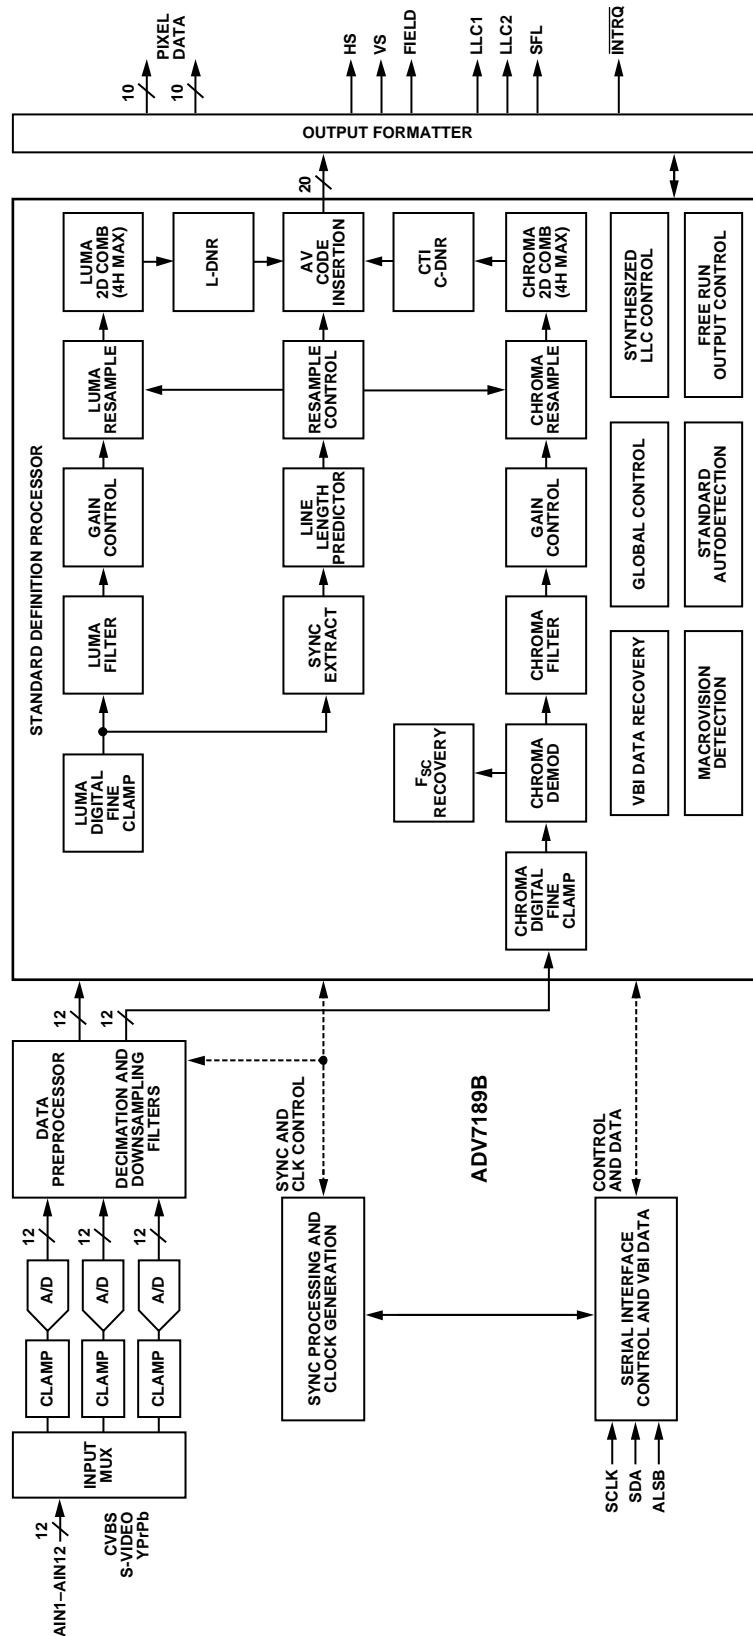 AIN1–AIN12
12
CVBS
S-VIDEO
YPrPb
INPUT
MUX
CLAMP
A/D
12
CLAMP
A/D
12
CLAMP
A/D
12
DATA
PREPROCESSOR
DECIMATION AND
DOWNSAMPLING
FILTERS
12
12
SYNC PROCESSING AND
CLOCK GENERATION
SYNC AND
CLK CONTROL
ADV7189B
SCLK
SDA
ALSB
SERIAL INTERFACE
CONTROL AND VBI DATA
CONTROL
AND DATA
STANDARD DEFINITION PROCESSOR
LUMA
DIGITAL
FINE
CLAMP
LUMA
FILTER
GAIN
CONTROL
LUMA
RESAMPLE
LUMA
2D COMB
(4H MAX)
L-DNR
SYNC
EXTRACT
LINE
LENGTH
PREDICTOR
RESAMPLE
CONTROL
AV
CODE
INSERTION
20
FSC
RECOVERY
CTI
C-DNR
CHROMA
DIGITAL
FINE
CLAMP
CHROMA
DEMOD
CHROMA
FILTER
GAIN
CONTROL
CHROMA
RESAMPLE
CHROMA
2D COMB
(4H MAX)
VBI DATA RECOVERY
GLOBAL CONTROL
SYNTHESIZED
LLC CONTROL
MACROVISION
DETECTION
STANDARD
AUTODETECTION
FREE RUN
OUTPUT CONTROL
OUTPUT FORMATTER
10
10
PIXEL
DATA
HS
VS
FIELD
LLC1
LLC2
SFL
INTRQ